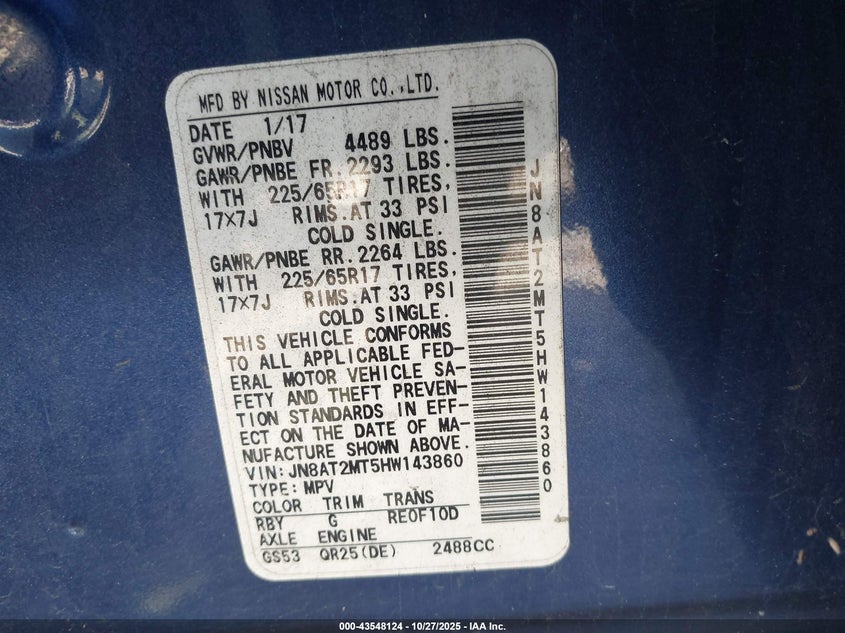 MFD BY NISSAN MOTOR CO.,LTD.
DATE 1/17
GVWR/PNBV 4489 LBS.
GAWR/PNBE FR. 2293 LBS.
WITH 225/65R17 TIRES,
17×7J RIMS.AT 33 PSI
COLD SINGLE.
GAWR/PNBE RR. 2264 LBS.
WITH 225/65R17 TIRES,
17×7J RIMS.AT 33 PSI
COLD SINGLE.
THIS VEHICLE CONFORMS
TO ALL APPLICABLE FED-
ERAL MOTOR VEHICLE SA-
FETY AND THEFT PREVEN-
TION STANDARDS IN EFF-
ECT ON THE DATE OF MA-
NUFACTURE SHOWN ABOVE.
VIN: JN8AT2MT5HW143860
TYPE: MPV
COLOR TRIM TRANS
RBY G RE0F10D
AXLE ENGINE
GS53 QR25(DE) 2488CC
JN8AT2MT5HW143860
000-43548124 - 10/27/2025 - IAA Inc.